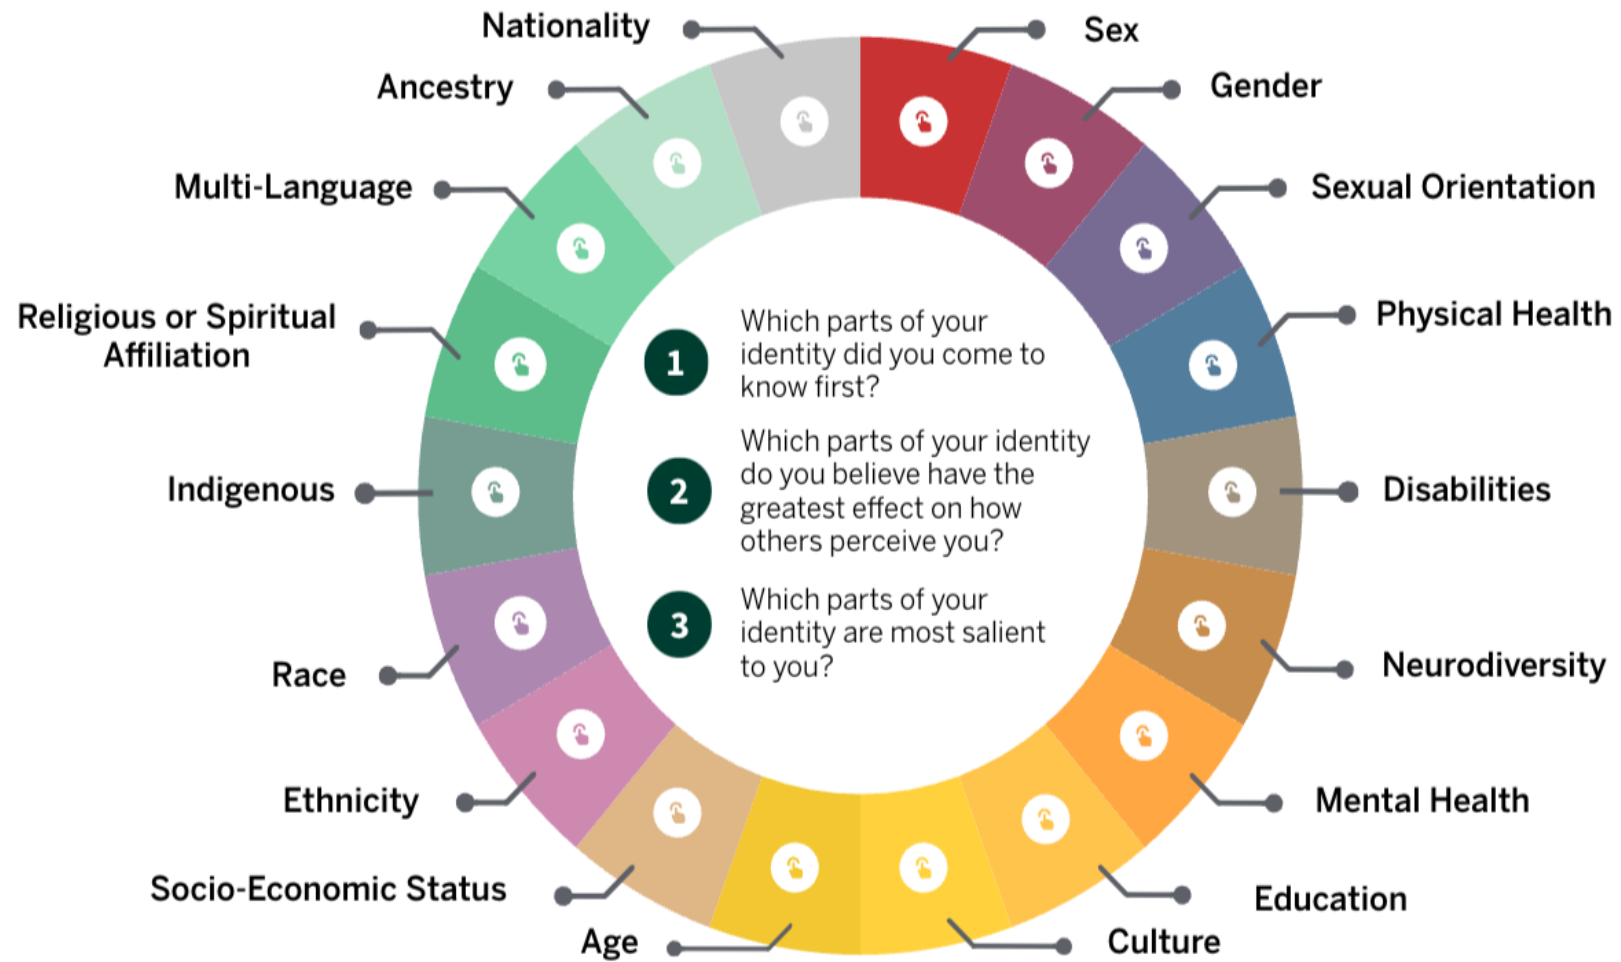 Nationality
Sex
Ancestry
Gender
Multi-Language
Sexual Orientation
Religious or Spiritual
Affiliation
Physical Health
Indigenous
Disabilities
Race
Neurodiversity
Ethnicity
Mental Health
Socio-Economic Status
Education
Age
Culture
1
Which parts of your
identity did you come to
know first?
2
Which parts of your identity
do you believe have the
greatest effect on how
others perceive you?
3
Which parts of your
identity are most salient
to you?